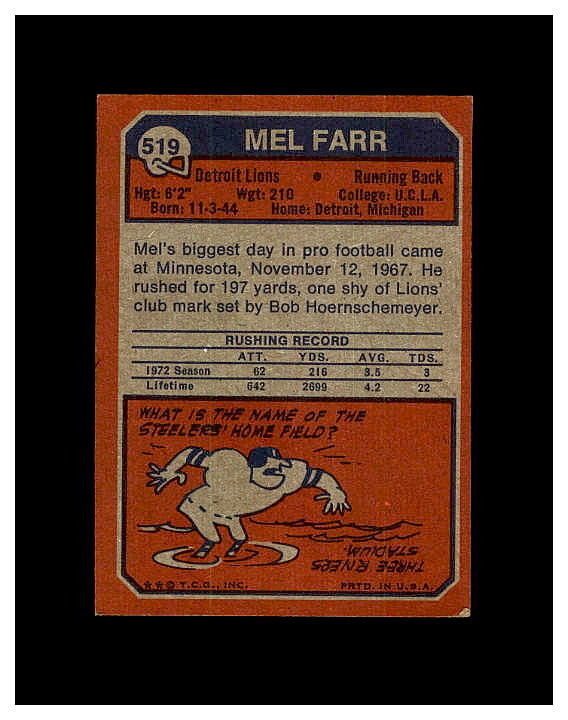 519
MEL FARR
Detroit Lions • Running Back
Hgt: 6'2" Wgt: 210 College: U.C.L.A.
Born: 11-3-44 Home: Detroit, Michigan
Mel's biggest day in pro football came
at Minnesota, November 12, 1967. He
rushed for 197 yards, one shy of Lions'
club mark set by Bob Hoernschemeyer.
RUSHING RECORD
ATT. YDS. AVG. TDS.
1972 Season 62 216 3.5 3
Lifetime 642 2699 4.2 22
WHAT IS THE NAME OF THE
STEELERS' HOME FIELD?
THREE RIVERS
STADIUM.
★★© T.C.G., INC. PRTD. IN U.S.A.